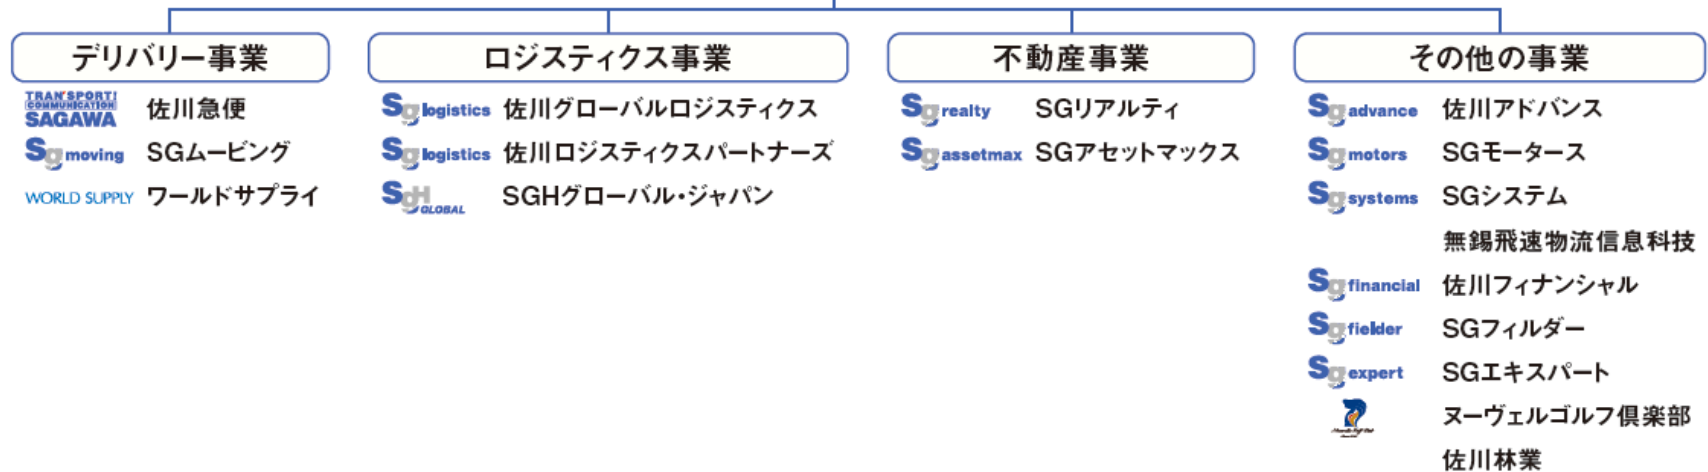 デリバリー事業
TRANSPORT!
COMMUNICATION
SAGAWA 佐川急便
Sg moving SGムービング
WORLD SUPPLY ワールドサプライ
ロジスティクス事業
Sg logistics 佐川グローバルロジスティクス
Sg logistics 佐川ロジスティクスパートナーズ
SgH GLOBAL SGHグローバル・ジャパン
不動産事業
Sg realty SGリアルティ
Sg assetmax SGアセットマックス
その他の事業
Sg advance 佐川アドバンス
Sg motors SGモータース
Sg systems SGシステム
無錫飛速物流信息科技
Sg financial 佐川フィナンシャル
Sg fielder SGフィルダー
Sg expert SGエキスパート
ヌーヴェルゴルフ倶楽部
佐川林業